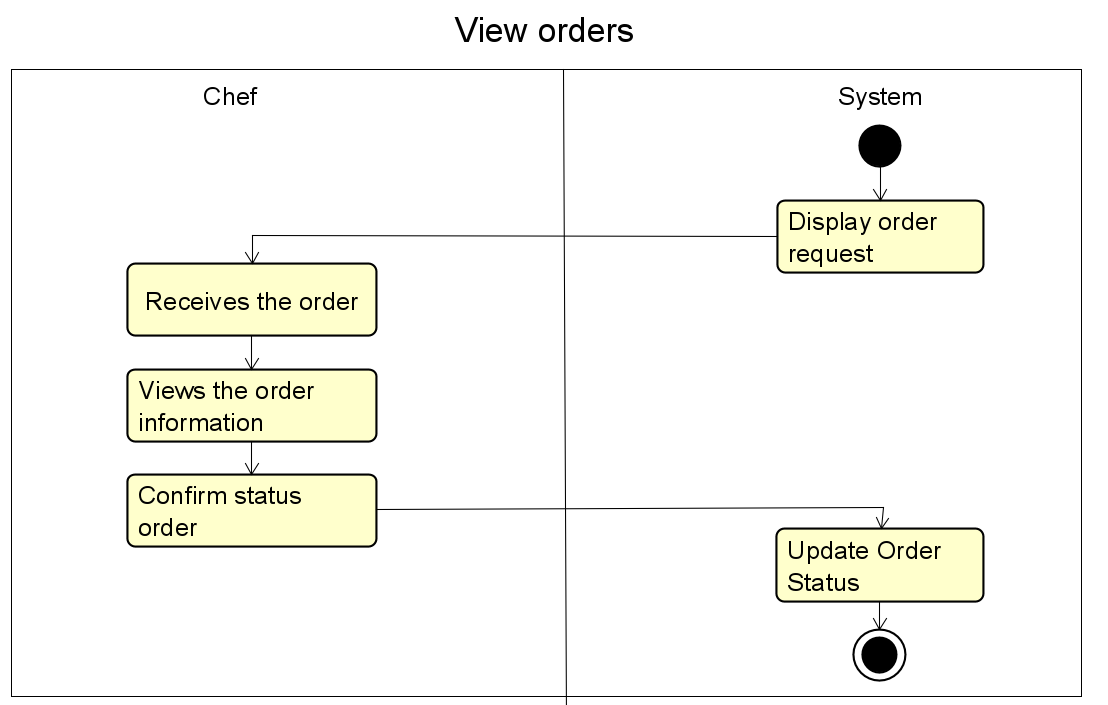 View orders
Chef
System
Display order
request
Receives the order
Views the order
information
Confirm status
order
Update Order
Status